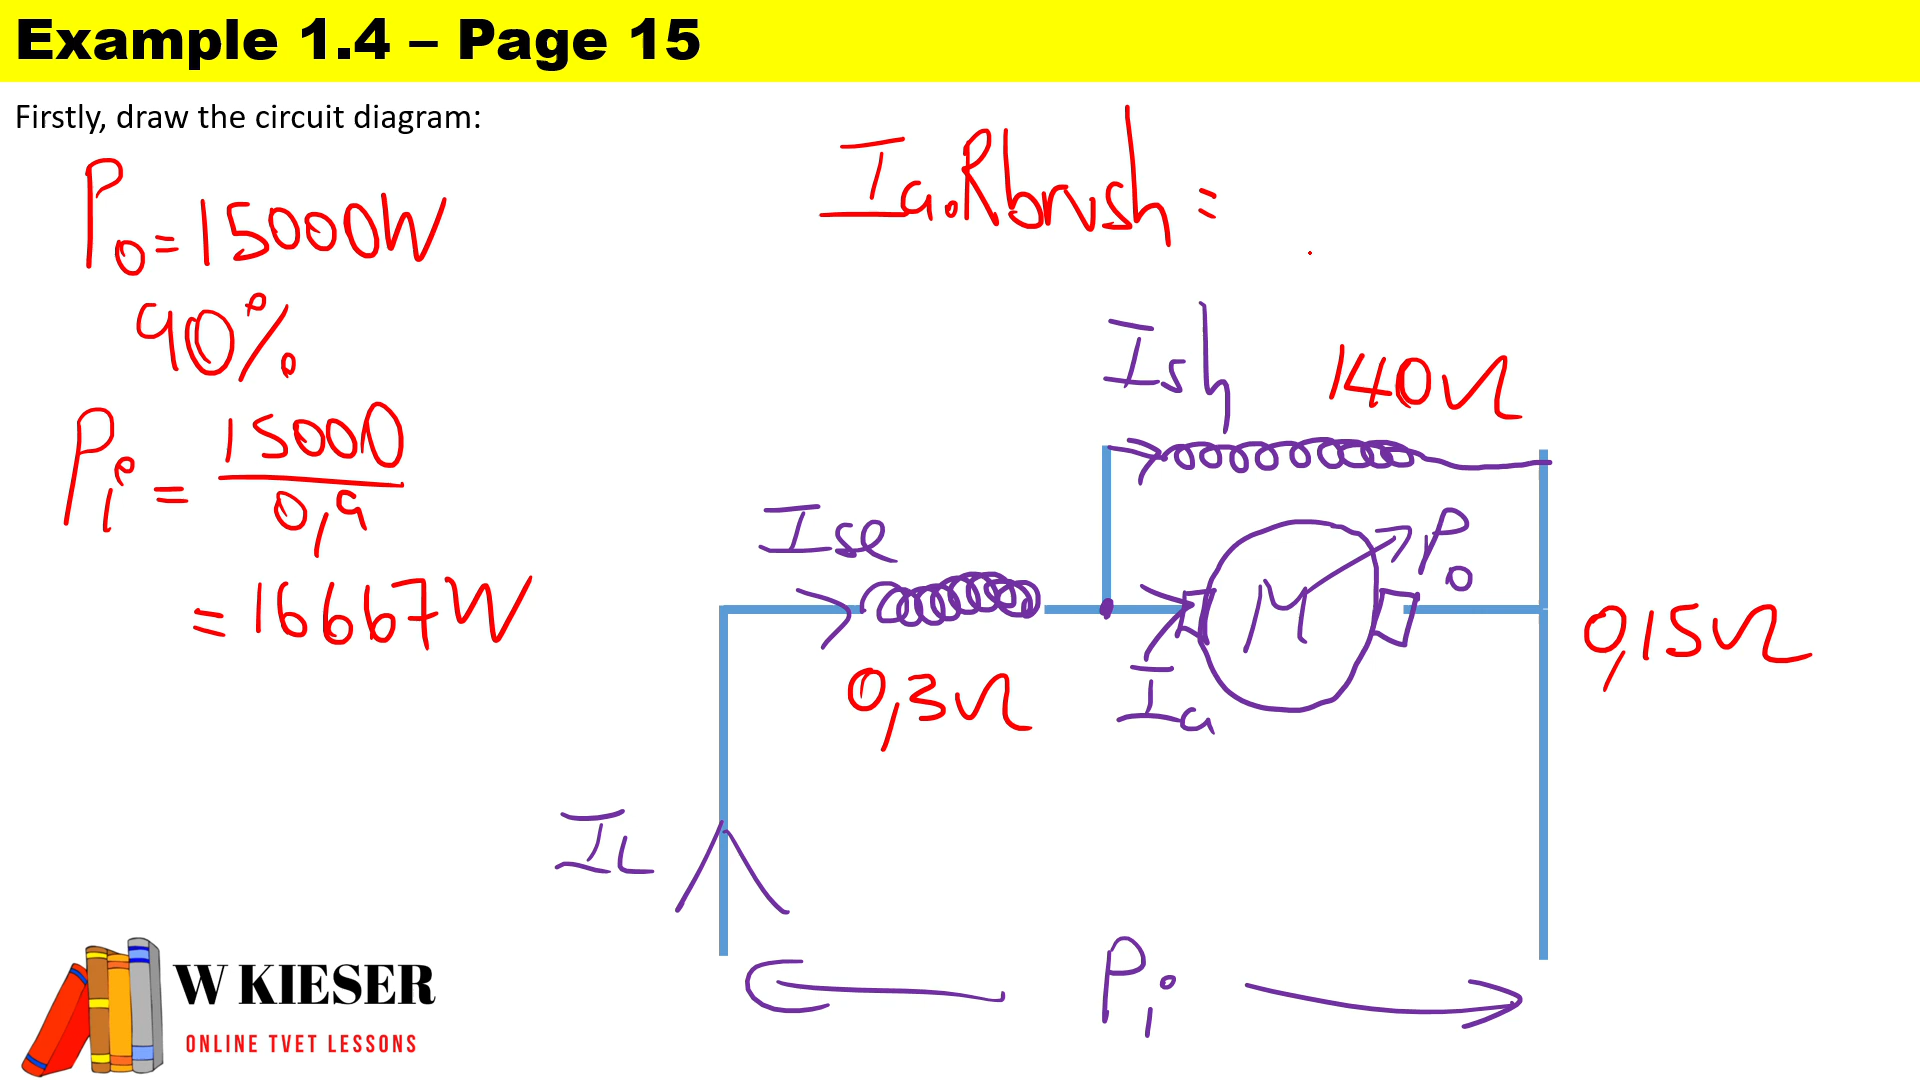 Example 1.4 – Page 15
Firstly, draw the circuit diagram:
Po=15000W
90%
Pi = 15000
0,9
= 16667W
Ia.Rbrush =
Ish
140Ω
Ise
Po
M
0,3Ω
Ia
0,15Ω
IL
Pi
W KIESER
ONLINE TVET LESSONS